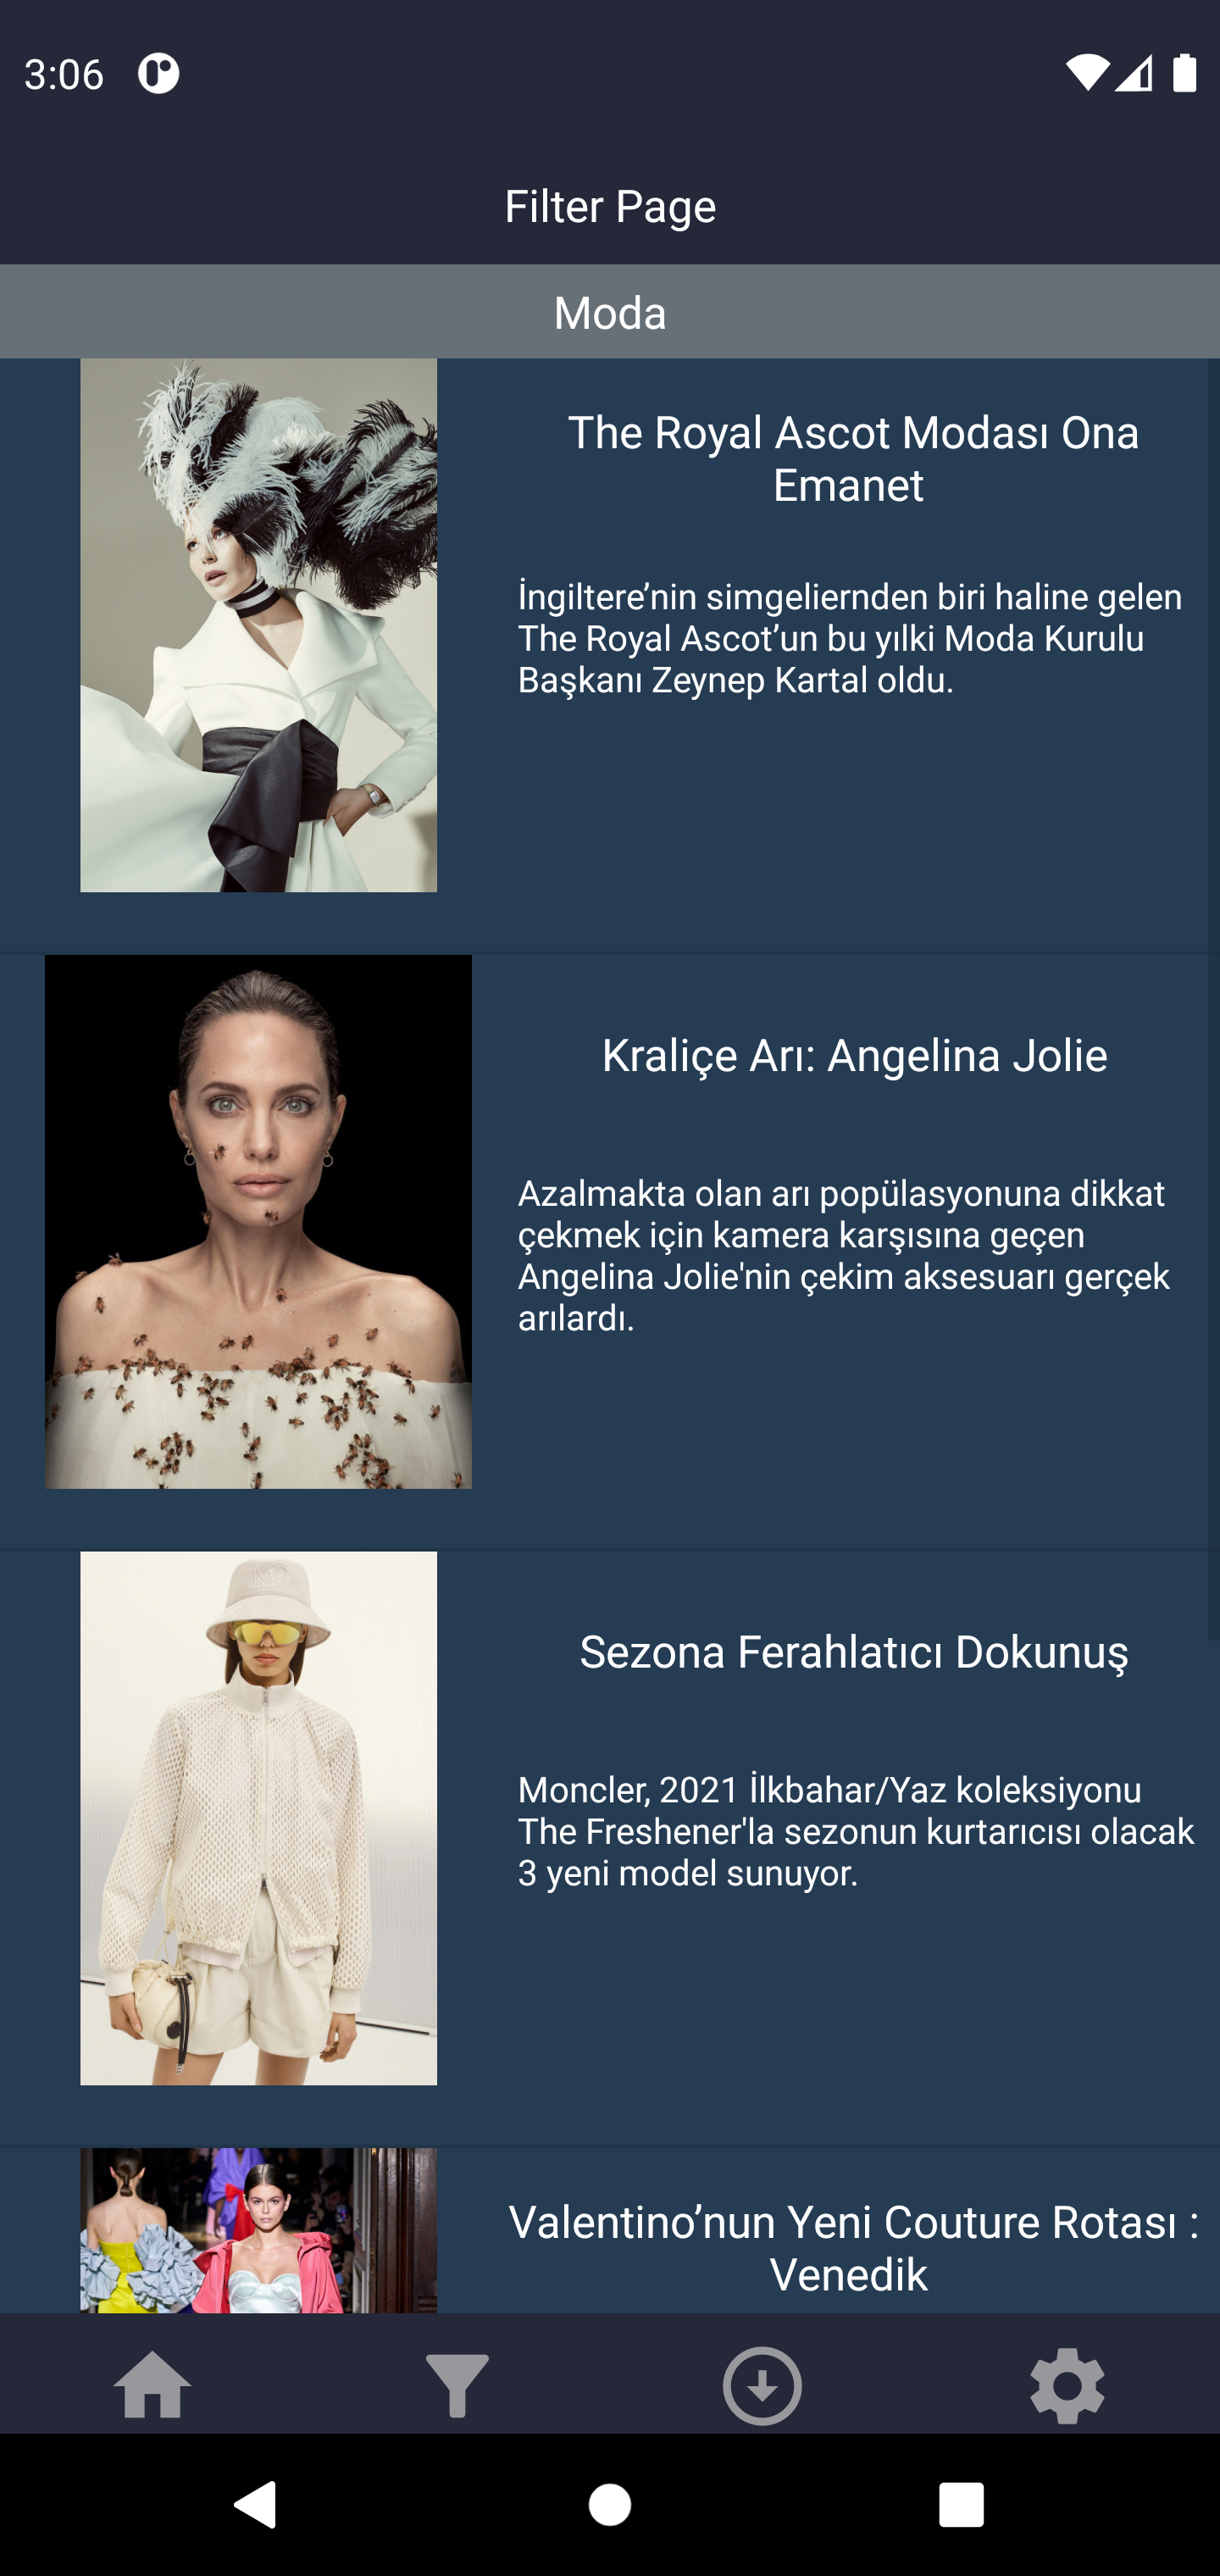 3:06
Filter Page
Moda
The Royal Ascot Modası Ona
Emanet
İngiltere’nin simgeliernden biri haline gelen
The Royal Ascot’un bu yılki Moda Kurulu
Başkanı Zeynep Kartal oldu.
Kraliçe Arı: Angelina Jolie
Azalmakta olan arı popülasyonuna dikkat
çekmek için kamera karşısına geçen
Angelina Jolie'nin çekim aksesuarı gerçek
arılardı.
Sezona Ferahlatıcı Dokunuş
Moncler, 2021 İlkbahar/Yaz koleksiyonu
The Freshener'la sezonun kurtarıcısı olacak
3 yeni model sunuyor.
Valentino’nun Yeni Couture Rotası :
Venedik